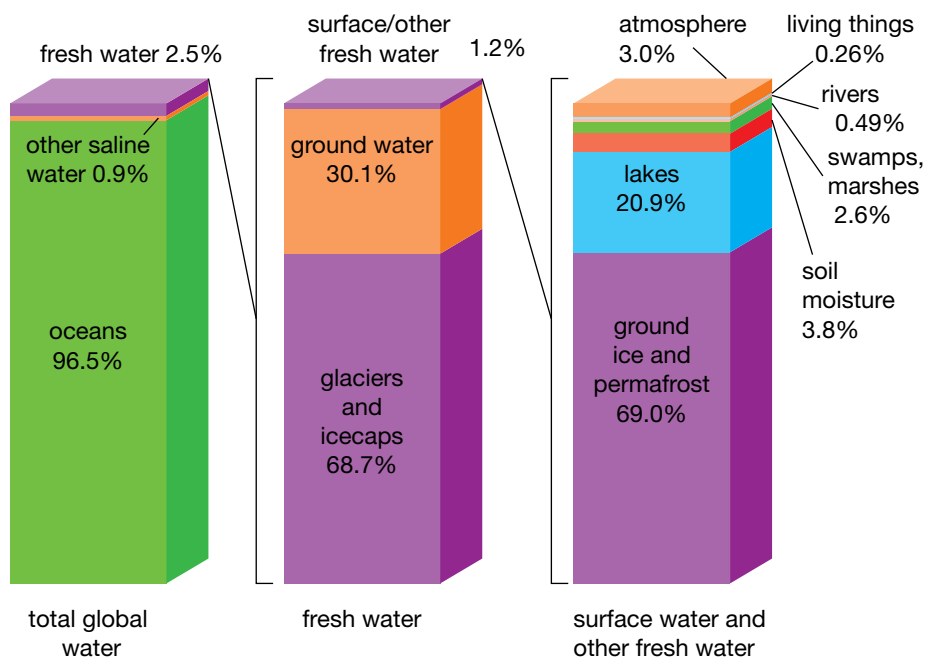 fresh water 2.5%
other saline
water 0.9%
oceans
96.5%
total global
water
surface/other
fresh water
1.2%
ground water
30.1%
glaciers
and
icecaps
68.7%
fresh water
atmosphere
3.0%
living things
0.26%
rivers
0.49%
swamps,
marshes
2.6%
soil
moisture
3.8%
lakes
20.9%
ground
ice and
permafrost
69.0%
surface water and
other fresh water